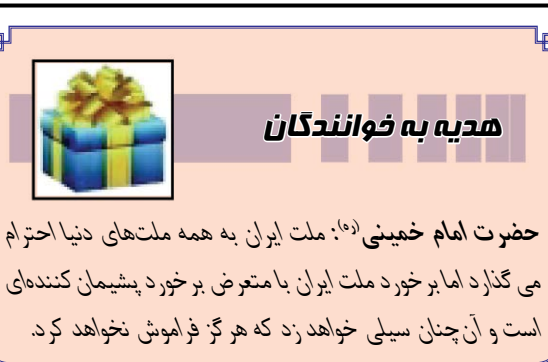 هدیه به خوانندگان
حضرت امام خمینی(ره): ملت ایران به همه ملت‌های دنیا احترام
می گذارد اما برخورد ملت ایران با متعرض برخورد پشیمان کننده‌ای
است و آن‌چنان سیلی خواهد زد که هرگز فراموش نخواهد کرد.